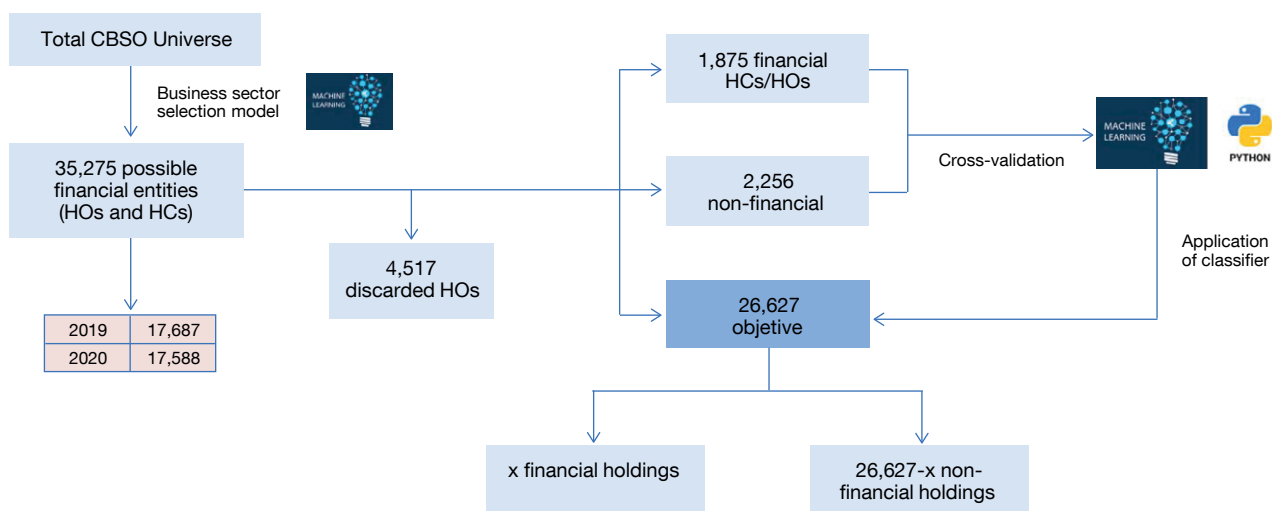 Total CBSO Universe
Business sector
selection model
MACHINE
LEARNING
35,275 possible
financial entities
(HOs and HCs)
2019 17,687
2020 17,588
4,517
discarded HOs
1,875 financial
HCs/HOs
2,256
non-financial
Cross-validation
MACHINE
LEARNING
PYTHON
Application
of classifier
26,627
objetive
x financial holdings
26,627-x non-
financial holdings